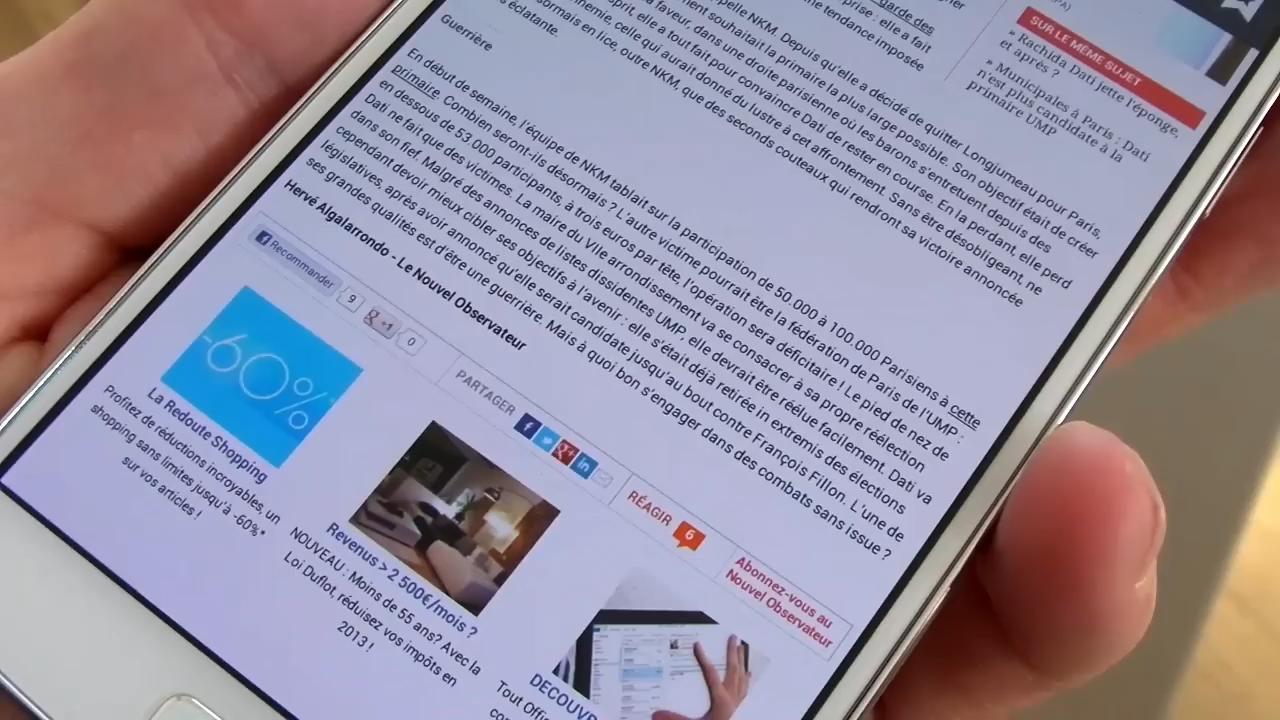 garde des
prise : elle a fait
ne tendance imposée
pelle NKM. Depuis qu'elle a décidé de quitter Longjumeau pour Paris,
ment souhaitait la primaire la plus large possible. Son objectif était de créer
faveur, dans une droite parisienne où les barons s'entretuent depuis des
sprit, elle a tout fait pour convaincre Dati de rester en course. En la perdant, elle perd
nnemie, celle qui aurait donné du lustre à cet affrontement. Sans être désobligeant, ne
sormais en lice, outre NKM, que des seconds couteaux qui rendront sa victoire annoncée
s éclatante.
SUR LE MÊME SUJET
» Rachida Dati jette l'éponge, et après ?
» Municipales à Paris : Dati
n'est plus candidate à la
primaire UMP
Guerrière
En début de semaine, l'équipe de NKM tablait sur la participation de 50.000 à 100.000 Parisiens à cette
primaire. Combien seront-ils désormais ? L'autre victime pourrait être la fédération de Paris de l'UMP :
en dessous de 53 000 participants, à trois euros par tête, l'opération sera déficitaire ! Le pied de nez de
Dati ne fait que des victimes. La maire du VIIe arrondissement va se consacrer à sa propre réélection
dans son fief. Malgré des annonces de listes dissidentes UMP, elle devrait être réélue facilement. Dati va
cependant devoir mieux cibler ses objectifs à l'avenir : elle s'était déjà retirée in extremis des élections
législatives, après avoir annoncé qu'elle serait candidate jusqu'au bout contre François Fillon. L'une de
ses grandes qualités est d'être une guerrière. Mais à quoi bon s'engager dans des combats sans issue ?
Hervé Algalarrondo - Le Nouvel Observateur
Recommander 9
g +1 0
PARTAGER
RÉAGIR 6
Abonnez-vous au
Nouvel Observateur
-60%
La Redoute Shopping
Profitez de réductions incroyables, un
shopping sans limites jusqu'à -60%*
sur vos articles !
Revenus > 2 500€/mois ?
NOUVEAU : Moins de 55 ans? Avec la
Loi Duflot, réduisez vos impôts en
2013 !
DECOUV
Tout Offi